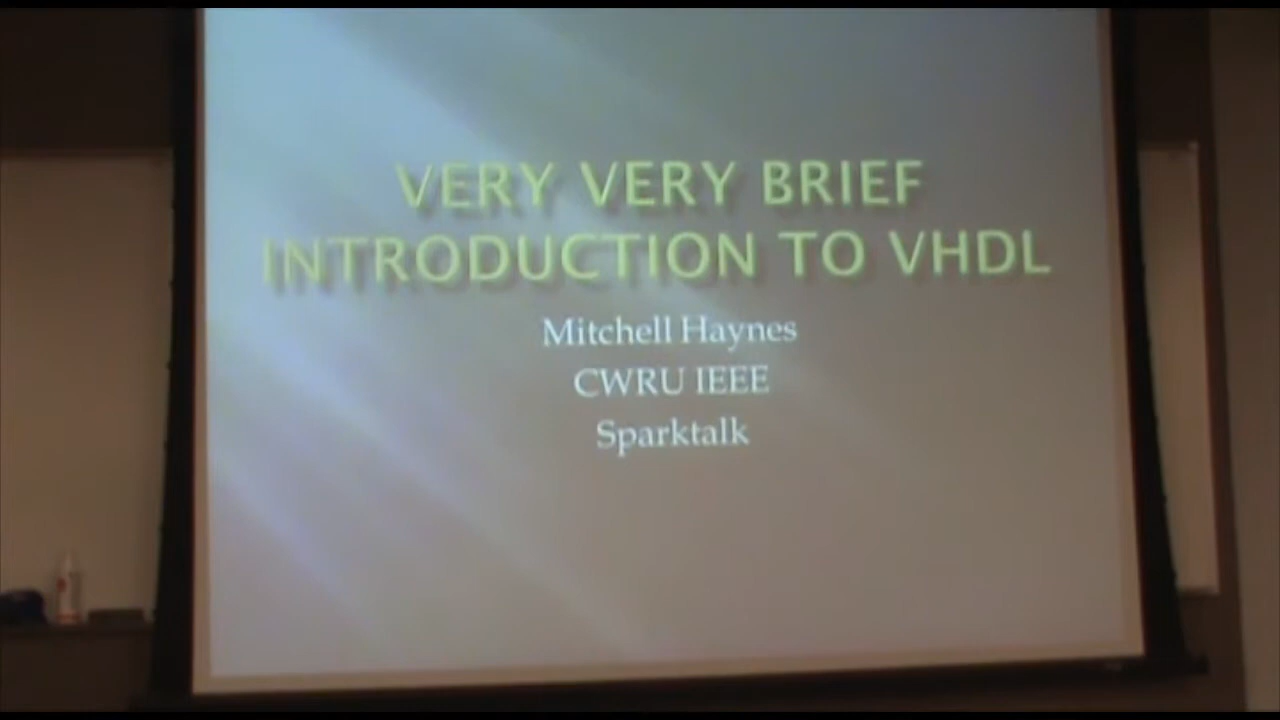 VERY VERY BRIEF
INTRODUCTION TO VHDL
Mitchell Haynes
CWRU IEEE
Sparktalk